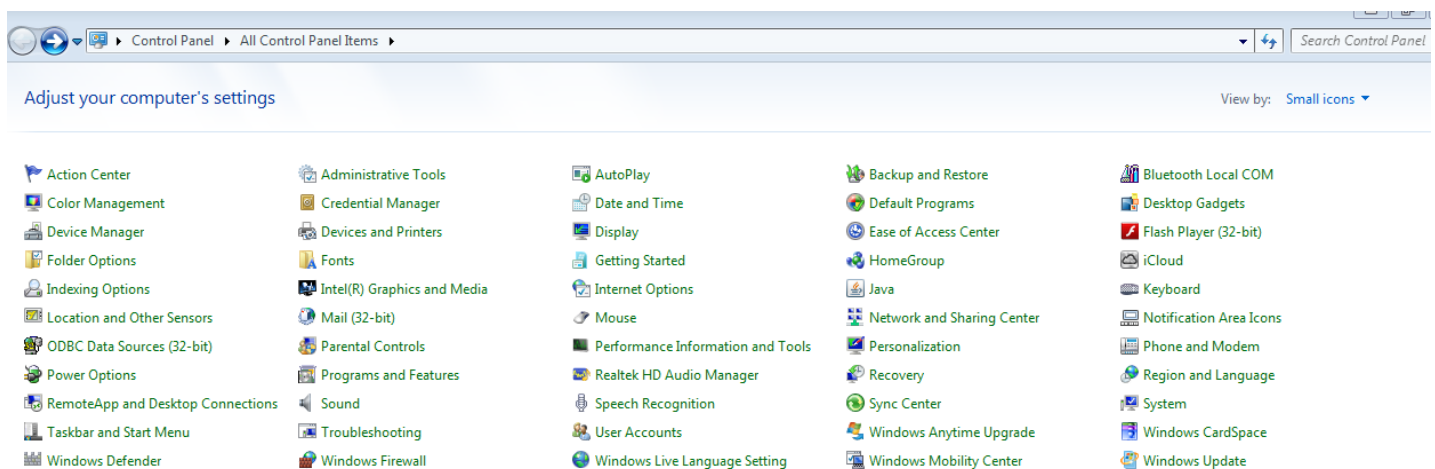 Control Panel All Control Panel Items Search Control Panel
Adjust your computer's settings View by: Small icons
Action Center Administrative Tools AutoPlay Backup and Restore Bluetooth Local COM
Color Management Credential Manager Date and Time Default Programs Desktop Gadgets
Device Manager Devices and Printers Display Ease of Access Center Flash Player (32-bit)
Folder Options Fonts Getting Started HomeGroup iCloud
Indexing Options Intel(R) Graphics and Media Internet Options Java Keyboard
Location and Other Sensors Mail (32-bit) Mouse Network and Sharing Center Notification Area Icons
ODBC Data Sources (32-bit) Parental Controls Performance Information and Tools Personalization Phone and Modem
Power Options Programs and Features Realtek HD Audio Manager Recovery Region and Language
RemoteApp and Desktop Connections Sound Speech Recognition Sync Center System
Taskbar and Start Menu Troubleshooting User Accounts Windows Anytime Upgrade Windows CardSpace
Windows Defender Windows Firewall Windows Live Language Setting Windows Mobility Center Windows Update